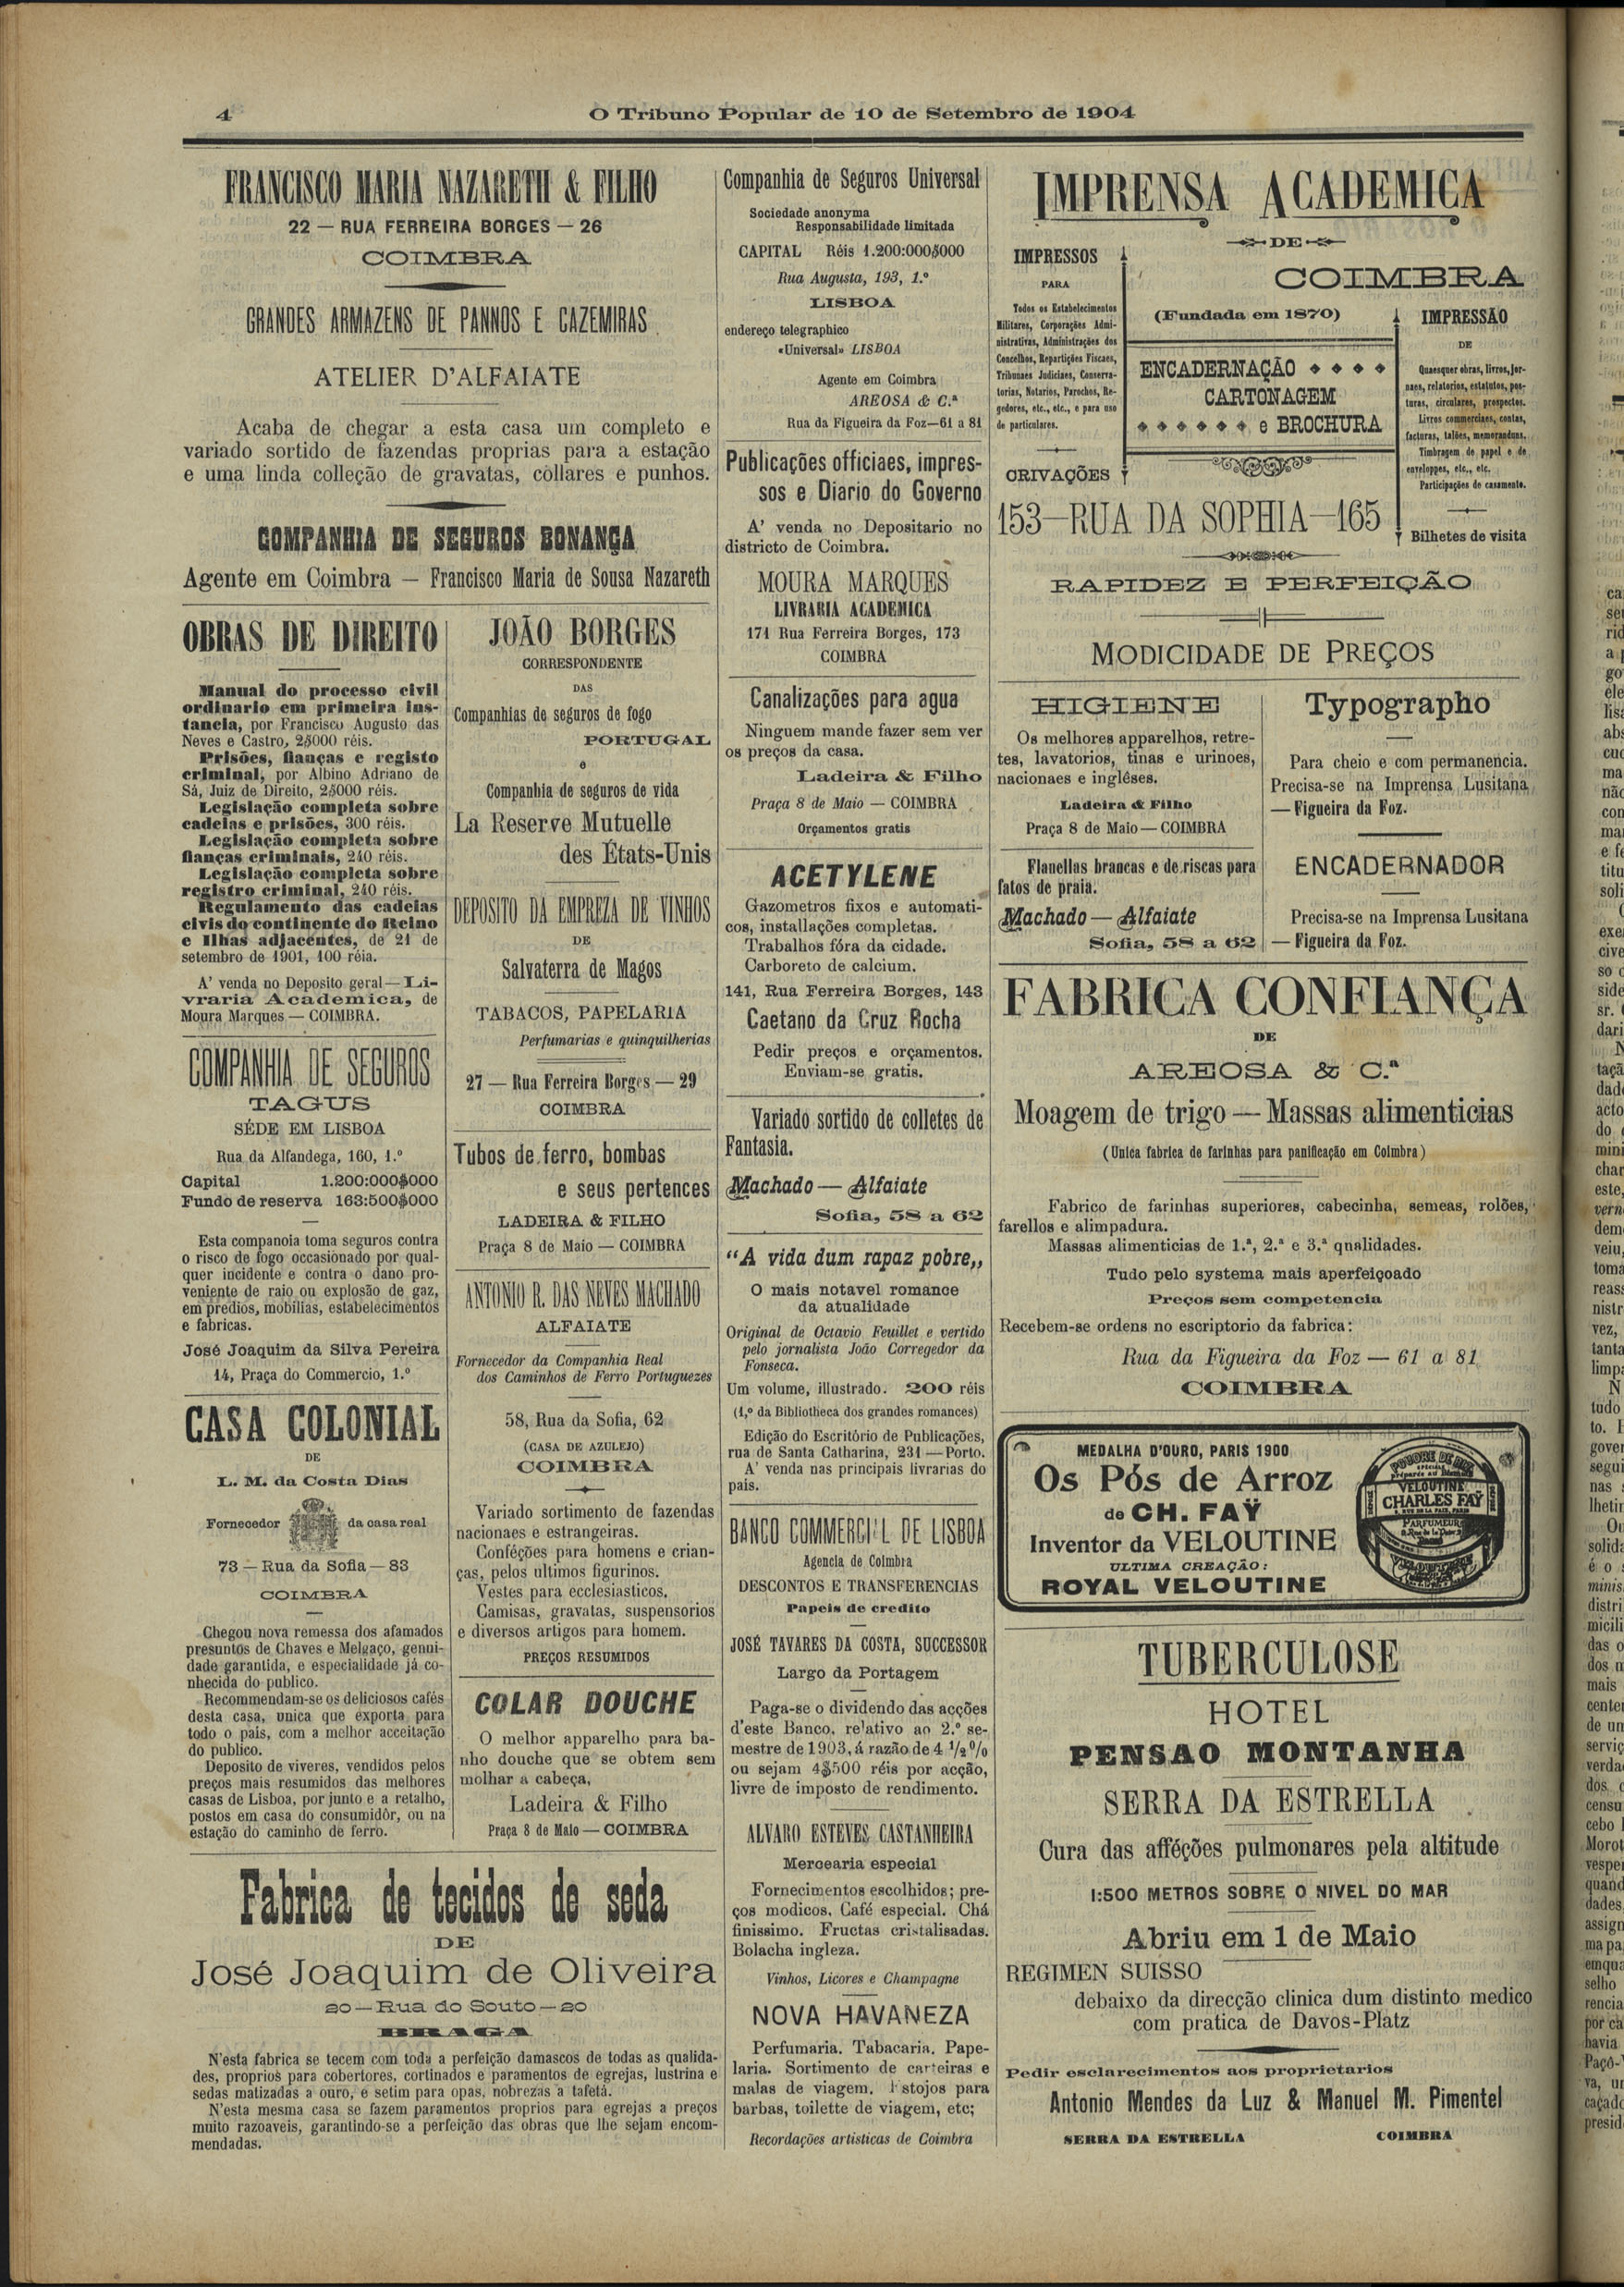 4
O Tribuno Popular de 10 de Setembro de 1904
FRANCISCO MARIA NAZARETH & FILHO
22 — RUA FERREIRA BORGES — 26
COIMBRA
GRANDES ARMAZENS DE PANNOS E CAZEMIRAS
ATELIER D'ALFAIATE
Acaba de chegar a esta casa um completo e
variado sortido de fazendas proprias para a estação
e uma linda colleção de gravatas, collares e punhos.
COMPANHIA DE SEGUROS BONANÇA
Agente em Coimbra — Francisco Maria de Sousa Nazareth
OBRAS DE DIREITO
Manual do processo civil
ordinario em primeira ins-
tancia, por Francisco Augusto das
Neves e Castro, 2$000 réis.
Prisões, fianças e registo
criminal, por Albino Adriano de
Sá, Juiz de Direito, 2$000 réis.
Legislação completa sobre
cadeias e prisões, 300 réis.
Legislação completa sobre
fianças criminais, 240 réis.
Legislação completa sobre
registro criminal, 240 réis.
Regulamento das cadeias
civis do continente do Reino
e Ilhas adjacentes, de 21 de
setembro de 1901, 100 réia.
A' venda no Deposito geral — Li-
vraria Academica, de
Moura Marques — COIMBRA.
COMPANHIA DE SEGUROS
TAGUS
SÉDE EM LISBOA
Rua da Alfandega, 160, 1.º
Capital 1.200:000$000
Fundo de reserva 163:500$000
Esta companoia toma seguros contra
o risco de fogo occasionado por qual-
quer incidente e contra o dano pro-
veniente de raio ou explosão de gaz,
em predios, mobilias, estabelecimentos
e fabricas.
José Joaquim da Silva Pereira
14, Praça do Commercio, 1.º
CASA COLONIAL
DE
L. M. da Costa Dias
Fornecedor da casa real
73 — Rua da Sofia — 83
COIMBRA
Chegou nova remessa dos afamados
presuntos de Chaves e Melgaço, genui-
dade garantida, e especialidade já co-
nhecida do publico.
Recommendam-se os deliciosos cafés
desta casa, unica que exporta para
todo o pais, com a melhor acceitação
do publico.
Deposito de viveres, vendidos pelos
preços mais resumidos das melhores
casas de Lisboa, por junto e a retalho,
postos em casa do consumidôr, ou na
estação do caminho de ferro.
JOÃO BORGES
CORRESPONDENTE
DAS
Companhias de seguros de fogo
PORTUGAL
e
Companhia de seguros de vida
La Reserve Mutuelle
des États-Unis
DEPOSITO DA EMPREZA DE VINHOS
DE
Salvaterra de Magos
TABACOS, PAPELARIA
Perfumarias e quinquilherias
27 — Rua Ferreira Borges — 29
COIMBRA
Tubos de ferro, bombas
e seus pertences
LADEIRA & FILHO
Praça 8 de Maio — COIMBRA
ANTONIO R. DAS NEVES MACHADO
ALFAIATE
Fornecedor da Companhia Real
dos Caminhos de Ferro Portuguezes
58, Rua da Sofia, 62
(CASA DE AZULEJO)
COIMBRA
Variado sortimento de fazendas
nacionaes e estrangeiras.
Conféções para homens e crian-
ças, pelos ultimos figurinos.
Vestes para ecclesiasticos.
Camisas, gravatas, suspensorios
e diversos artigos para homem.
PREÇOS RESUMIDOS
COLAR DOUCHE
O melhor apparelho para ba-
nho douche que se obtem sem
molhar a cabeça,
Ladeira & Filho
Praça 8 de Maio — COIMBRA
Fabrica de tecidos de seda
DE
José Joaquim de Oliveira
20 — Rua do Souto — 20
BRAGA
N'esta fabrica se tecem com toda a perfeição damascos de todas as qualida-
des, proprios para cobertores, cortinados e paramentos de egrejas, lustrina e
sedas matizadas a ouro, e setim para opas, nobrezas a tafetá.
N'esta mesma casa se fazem paramentos proprios para egrejas a preços
muito razoaveis, garantindo-se a perfeição das obras que lhe sejam encom-
mendadas.
Companhia de Seguros Universal
Sociedade anonyma
Responsabilidade limitada
CAPITAL Réis 1.200:000$000
Rua Augusta, 193, 1.º
LISBOA
endereço telegraphico
«Universal» LISBOA
Agente em Coimbra
AREOSA & C.ª
Rua da Figueira da Foz—61 a 81
Publicações officiaes, impres-
sos e Diario do Governo
A' venda no Depositario no
districto de Coimbra.
MOURA MARQUES
LIVRARIA ACADEMICA
171 Rua Ferreira Borges, 173
COIMBRA
Canalizações para agua
Ninguem mande fazer sem ver
os preços da casa.
Ladeira & Filho
Praça 8 de Maio — COIMBRA
Orçamentos gratis
ACETYLENE
Gazometros fixos e automati-
cos, installações completas.
Trabalhos fóra da cidade.
Carboreto de calcium.
141, Rua Ferreira Borges, 143
Caetano da Cruz Rocha
Pedir preços e orçamentos.
Enviam-se gratis.
Variado sortido de colletes de
Fantasia.
Machado — Alfaiate
Sofia, 58 a 62
“A vida dum rapaz pobre„
O mais notavel romance
da atualidade
Original de Octavio Feuillet e vertido
pelo jornalista João Corregedor da
Fonseca.
Um volume, illustrado. 200 réis
(1,º da Bibliotheca dos grandes romances)
Edição do Escritório de Publicações,
rua de Santa Catharina, 231 — Porto.
A' venda nas principais livrarias do
pais.
BANCO COMMERCI'L DE LISBOA
Agencia de Coimbra
DESCONTOS E TRANSFERENCIAS
Papeis de credito
JOSÉ TAVARES DA COSTA, SUCCESSOR
Largo da Portagem
Paga-se o dividendo das acções
d'este Banco, relativo ao 2.º se-
mestre de 1903, á razão de 4 1/2 %
ou sejam 4$500 réis por acção,
livre de imposto de rendimento.
ALVARO ESTEVES CASTANHEIRA
Mercearia especial
Fornecimentos escolhidos; pre-
ços modicos, Café especial. Chá
finissimo. Fructas cristalisadas.
Bolacha ingleza.
Vinhos, Licores e Champagne
NOVA HAVANEZA
Perfumaria. Tabacaria. Pape-
laria. Sortimento de carteiras e
malas de viagem. stojos para
barbas, toilette de viagem, etc;
Recordações artisticas de Coimbra
IMPRENSA ACADEMICA
DE
COIMBRA
(Fundada em 1870)
IMPRESSOS
PARA
Todos os Estabelecimentos
Militares, Corporações Admi-
nistrativas, Administrações dos
Concelhos, Repartições Fiscaes,
Tribunaes Judiciaes, Conserva-
torias, Notarios, Parochos, Re-
gedores, etc., etc., e para uso
de particulares.
CRIVAÇÕES
ENCADERNAÇÃO
CARTONAGEM
e BROCHURA
IMPRESSÃO
DE
Quaesquer obras, livros, jor-
naes, relatorios, estatutos, pos-
turas, circulares, prospectos.
Livros commerciaes, contas,
facturas, talões, memorandums.
Timbragem de papel e de
enveloppes, etc., etc.
Participações de casamento.
Bilhetes de visita
153—RUA DA SOPHIA—165
RAPIDEZ E PERFEIÇÃO
MODICIDADE DE PREÇOS
HIGIENE
Os melhores apparelhos, retre-
tes, lavatorios, tinas e urinoes,
nacionaes e inglêses.
Ladeira & Filho
Praça 8 de Maio — COIMBRA
Flanellas brancas e de riscas para
fatos de praia.
Machado — Alfaiate
Sofia, 58 a 62
Typographo
Para cheio e com permanencia.
Precisa-se na Imprensa Lusitana
— Figueira da Foz.
ENCADERNADOR
Precisa-se na Imprensa Lusitana
— Figueira da Foz.
FABRICA CONFIANÇA
DE
AREOSA & C.ª
Moagem de trigo — Massas alimenticias
(Unica fabrica de farinhas para panificação em Coimbra)
Fabrico de farinhas superiores, cabecinha, semeas, rolões,
farellos e alimpadura.
Massas alimenticias de 1.ª, 2.ª e 3.ª qnalidades.
Tudo pelo systema mais aperfeiçoado
Preços sem competencia
Recebem-se ordens no escriptorio da fabrica:
Rua da Figueira da Foz — 61 a 81
COIMBRA
MEDALHA D'OURO, PARIS 1900
Os Pós de Arroz
de CH. FAŸ
Inventor da VELOUTINE
ULTIMA CREAÇÃO:
ROYAL VELOUTINE
POUDRE DE RIZ
VELOUTINE
CHARLES FAŸ
PARFUMEUR
TUBERCULOSE
HOTEL
PENSAO MONTANHA
SERRA DA ESTRELLA
Cura das afféções pulmonares pela altitude
1:500 METROS SOBRE O NIVEL DO MAR
Abriu em 1 de Maio
REGIMEN SUISSO
debaixo da direcção clinica dum distinto medico
com pratica de Davos-Platz
Pedir esclarecimentos aos proprietarios
Antonio Mendes da Luz & Manuel M. Pimentel
SERRA DA ESTRELLA COIMBRA